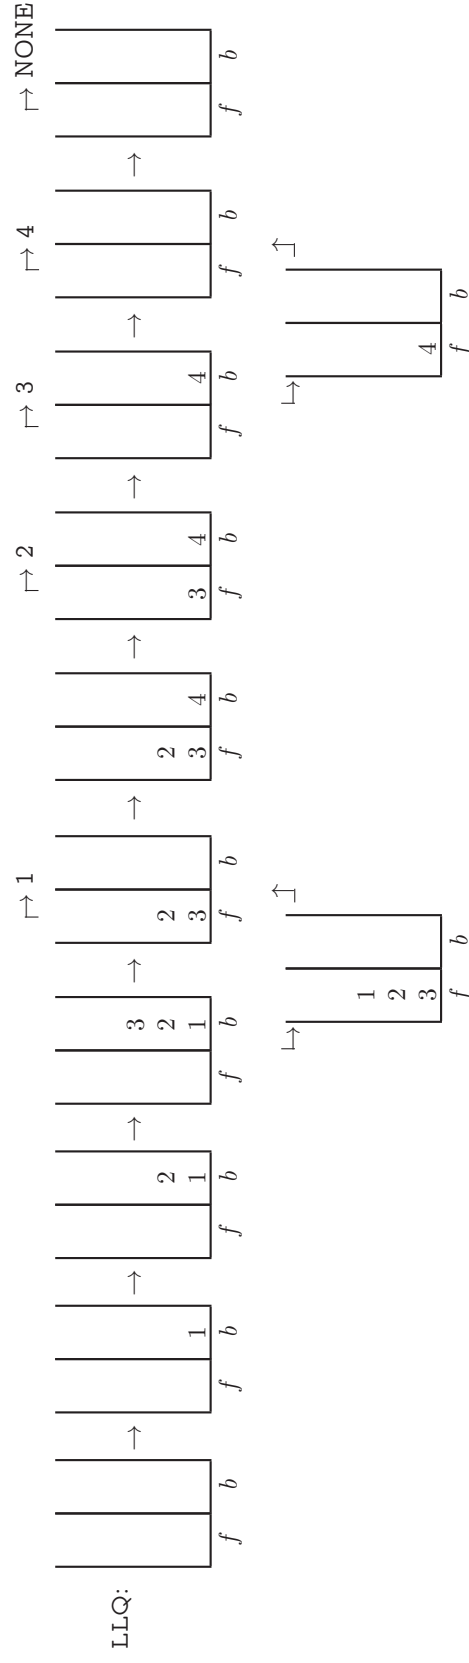 ↦ 1 ↦ 2 ↦ 3 ↦ 4 ↦ NONE
LLQ: → → → 3 → → → → → →
2 2 2 2
1 1 1 3 3 4 3 4 4
f b f b f b f b f b f b f b f b f b f b
1
2
3 4
f b f b